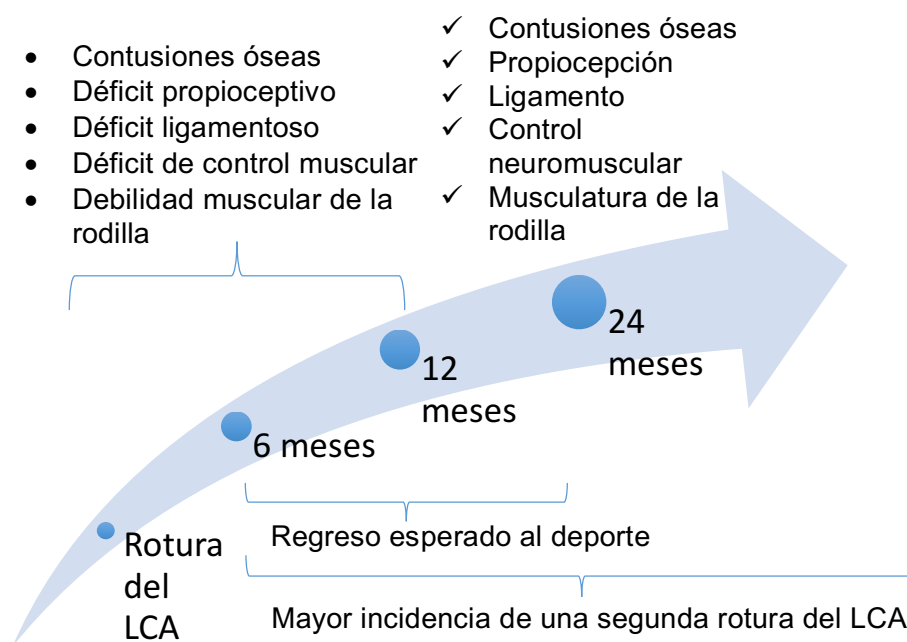 • Contusiones óseas
• Déficit propioceptivo
• Déficit ligamentoso
• Déficit de control muscular
• Debilidad muscular de la
rodilla
✓ Contusiones óseas
✓ Propiocepción
✓ Ligamento
✓ Control
neuromuscular
✓ Musculatura de la
rodilla
24
meses
12
meses
6 meses
Rotura
del
LCA
Regreso esperado al deporte
Mayor incidencia de una segunda rotura del LCA